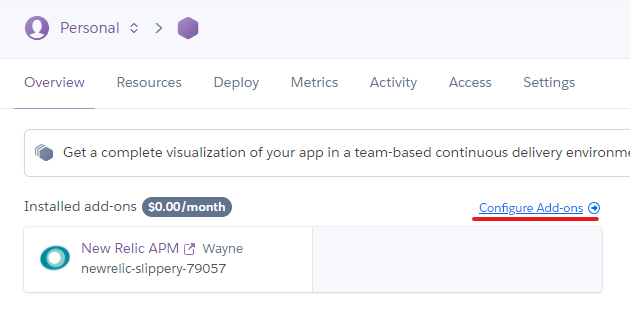 Personal
Overview Resources Deploy Metrics Activity Access Settings
Get a complete visualization of your app in a team-based continuous delivery environme
Installed add-ons $0.00/month Configure Add-ons
New Relic APM Wayne
newrelic-slippery-79057